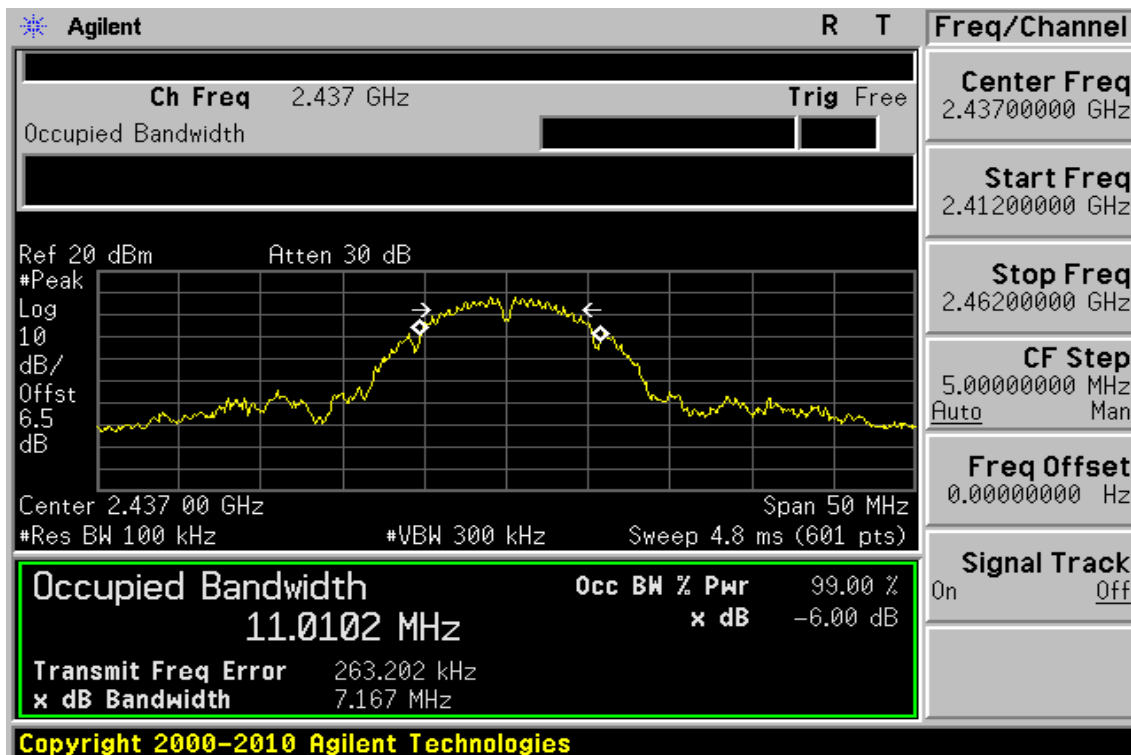 Agilent R T Freq/Channel
Ch Freq 2.437 GHz Trig Free
Occupied Bandwidth
Center Freq
2.43700000 GHz
Start Freq
2.41200000 GHz
Stop Freq
2.46200000 GHz
CF Step
5.00000000 MHz
Auto Man
Freq Offset
0.00000000 Hz
Signal Track
On Off
Ref 20 dBm Atten 30 dB
#Peak
Log
10
dB/
Offst
6.5
dB
Center 2.437 00 GHz Span 50 MHz
#Res BW 100 kHz #VBW 300 kHz Sweep 4.8 ms (601 pts)
Occupied Bandwidth Occ BW % Pwr 99.00 %
11.0102 MHz x dB -6.00 dB
Transmit Freq Error 263.202 kHz
x dB Bandwidth 7.167 MHz
Copyright 2000-2010 Agilent Technologies